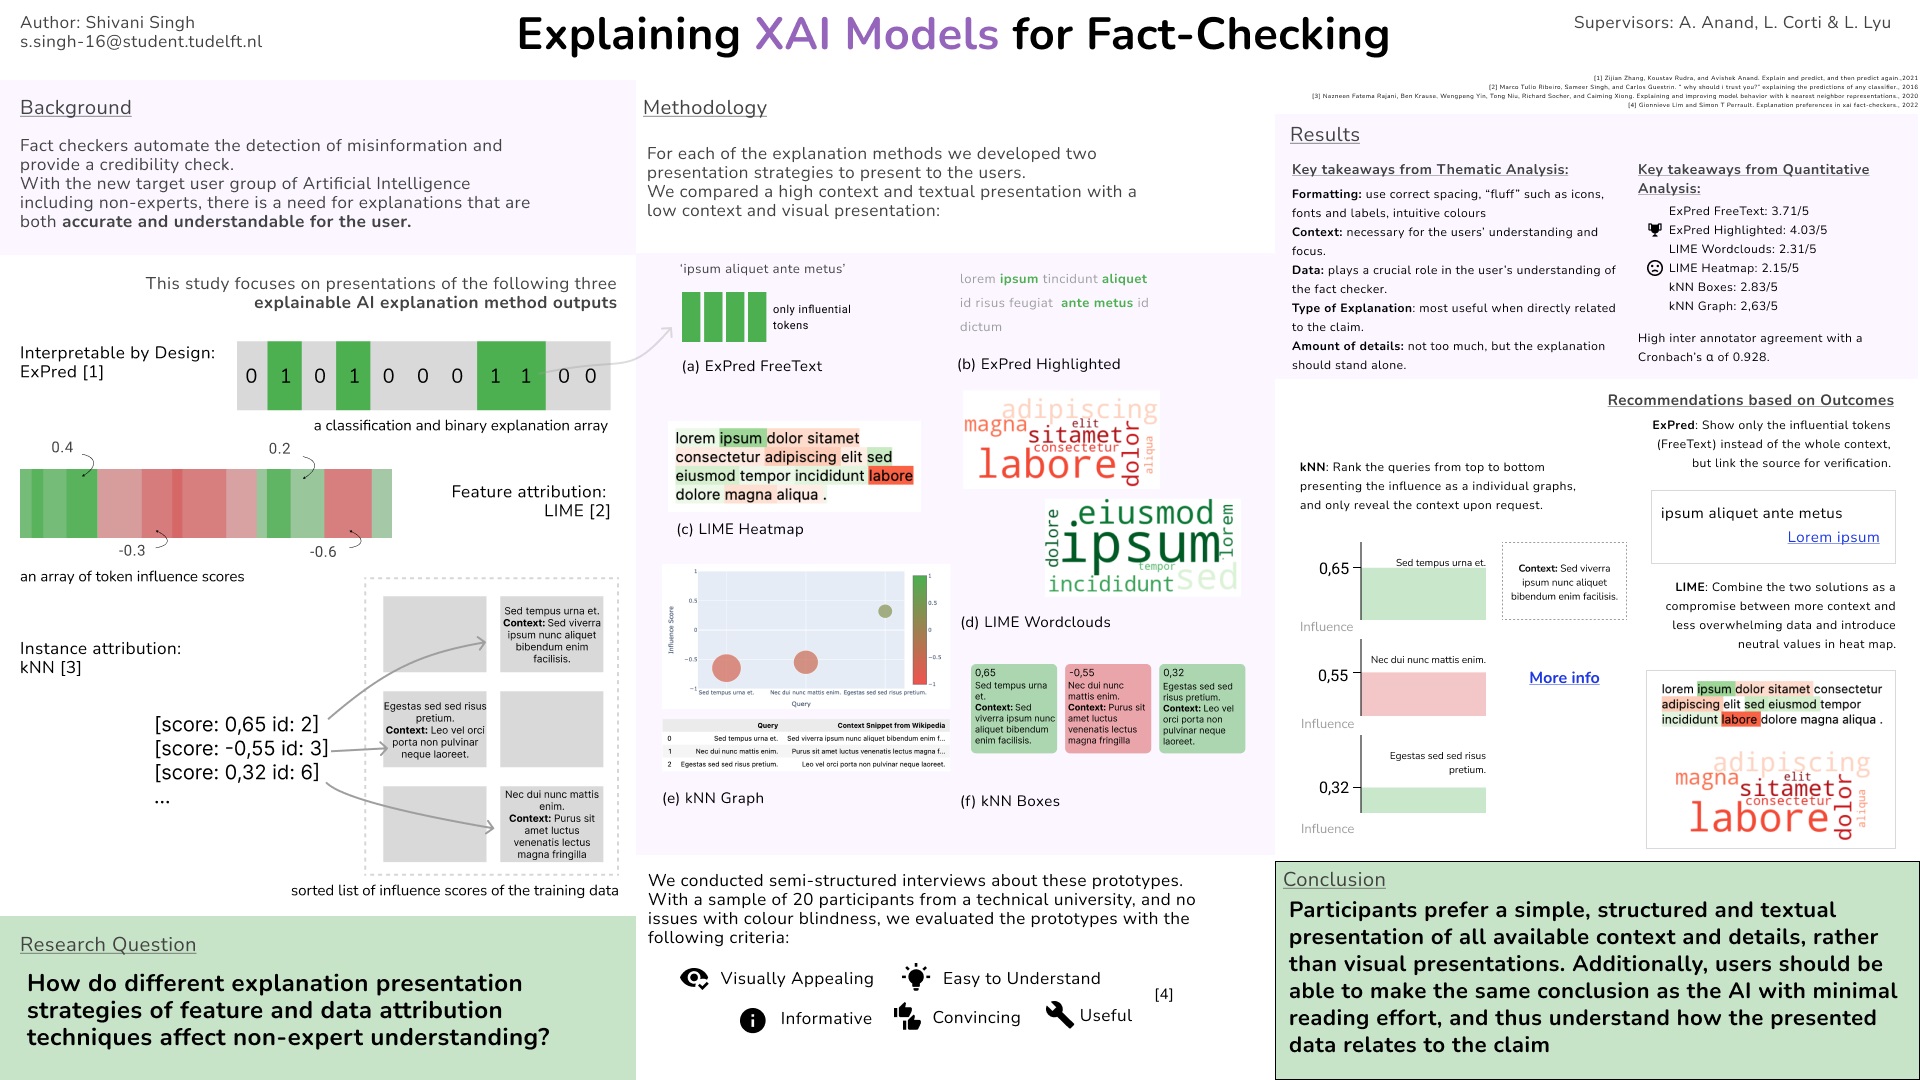 Author: Shivani Singh
s.singh-16@student.tudelft.nl
Explaining XAI Models for Fact-Checking
Supervisors: A. Anand, L. Corti & L. Lyu
[1] Zijian Zhang, Koustav Rudra, and Avishek Anand. Explain and predict, and then predict again.,2021
[2] Marco Tulio Ribeiro, Sameer Singh, and Carlos Guestrin. " why should i trust you?" explaining the predictions of any classifier., 2016
[3] Nazneen Fatema Rajani, Ben Krause, Wengpeng Yin, Tong Niu, Richard Socher, and Caiming Xiong. Explaining and improving model behavior with k nearest neighbor representations., 2020
[4] Gionnieve Lim and Simon T Perrault. Explanation preferences in xai fact-checkers., 2022
Background
Fact checkers automate the detection of misinformation and
provide a credibility check.
With the new target user group of Artificial Intelligence
including non-experts, there is a need for explanations that are
both accurate and understandable for the user.
This study focuses on presentations of the following three
explainable AI explanation method outputs
Interpretable by Design:
ExPred [1]
0 1 0 1 0 0 0 1 1 0 0
a classification and binary explanation array
0.4
0.2
-0.3
-0.6
Feature attribution:
LIME [2]
an array of token influence scores
Instance attribution:
kNN [3]
[score: 0,65 id: 2]
[score: -0,55 id: 3]
[score: 0,32 id: 6]
...
Sed tempus urna et.
Context: Sed viverra
ipsum nunc aliquet
bibendum enim
facilisis.
Egestas sed sed risus
pretium.
Context: Leo vel orci
porta non pulvinar
neque laoreet.
Nec dui nunc mattis
enim.
Context: Purus sit
amet luctus
venenatis lectus
magna fringilla
sorted list of influence scores of the training data
Research Question
How do different explanation presentation
strategies of feature and data attribution
techniques affect non-expert understanding?
Methodology
For each of the explanation methods we developed two
presentation strategies to present to the users.
We compared a high context and textual presentation with a
low context and visual presentation:
'ipsum aliquet ante metus'
only influential
tokens
(a) ExPred FreeText
lorem ipsum tincidunt aliquet
id risus feugiat ante metus id
dictum
(b) ExPred Highlighted
lorem ipsum dolor sitamet
consectetur adipiscing elit sed
eiusmod tempor incididunt labore
dolore magna aliqua .
(c) LIME Heatmap
adipiscing
magna
elit
sitamet
consectetur
labore
dolor
aliqua
dolore
eiusmod
ipsum
lorem
tempor
incididunt
sed
(d) LIME Wordclouds
Influence Score
1
0.5
0
−0.5
−1
Sed tempus urna et.
Nec dui nunc mattis enim.
Egestas sed sed risus pretium.
Query
1
0.5
0
−0.5
−1
Query Context Snippet from Wikipedia
0 Sed tempus urna et. Sed viverra ipsum nunc aliquet bibendum enim f...
1 Nec dui nunc mattis enim. Purus sit amet luctus venenatis lectus magna f...
2 Egestas sed sed risus pretium. Leo vel orci porta non pulvinar neque laoreet.
(e) kNN Graph
0,65
Sed tempus urna
et.
Context: Sed
viverra ipsum nunc
aliquet bibendum
enim facilisis.
-0,55
Nec dui nunc
mattis enim.
Context: Purus sit
amet luctus
venenatis lectus
magna fringilla
0,32
Egestas sed sed
risus pretium.
Context: Leo vel
orci porta non
pulvinar neque
laoreet.
(f) kNN Boxes
We conducted semi-structured interviews about these prototypes.
With a sample of 20 participants from a technical university, and no
issues with colour blindness, we evaluated the prototypes with the
following criteria:
Visually Appealing
Easy to Understand
Informative
Convincing
Useful
[4]
Results
Key takeaways from Thematic Analysis:
Formatting: use correct spacing, “fluff” such as icons,
fonts and labels, intuitive colours
Context: necessary for the users’ understanding and
focus.
Data: plays a crucial role in the user’s understanding of
the fact checker.
Type of Explanation: most useful when directly related
to the claim.
Amount of details: not too much, but the explanation
should stand alone.
Key takeaways from Quantitative
Analysis:
ExPred FreeText: 3.71/5
ExPred Highlighted: 4.03/5
LIME Wordclouds: 2.31/5
LIME Heatmap: 2.15/5
kNN Boxes: 2.83/5
kNN Graph: 2,63/5
High inter annotator agreement with a
Cronbach’s α of 0.928.
Recommendations based on Outcomes
kNN: Rank the queries from top to bottom
presenting the influence as a individual graphs,
and only reveal the context upon request.
0,65
Sed tempus urna et.
Influence
Context: Sed viverra
ipsum nunc aliquet
bibendum enim facilisis.
0,55
Nec dui nunc mattis enim.
Influence
More info
0,32
Egestas sed sed risus
pretium.
Influence
ExPred: Show only the influential tokens
(FreeText) instead of the whole context,
but link the source for verification.
ipsum aliquet ante metus
Lorem ipsum
LIME: Combine the two solutions as a
compromise between more context and
less overwhelming data and introduce
neutral values in heat map.
lorem ipsum dolor sitamet consectetur
adipiscing elit sed eiusmod tempor
incididunt labore dolore magna aliqua .
adipiscing
magna
elit
sitamet
consectetur
labore
dolor
aliqua
Conclusion
Participants prefer a simple, structured and textual
presentation of all available context and details, rather
than visual presentations. Additionally, users should be
able to make the same conclusion as the AI with minimal
reading effort, and thus understand how the presented
data relates to the claim